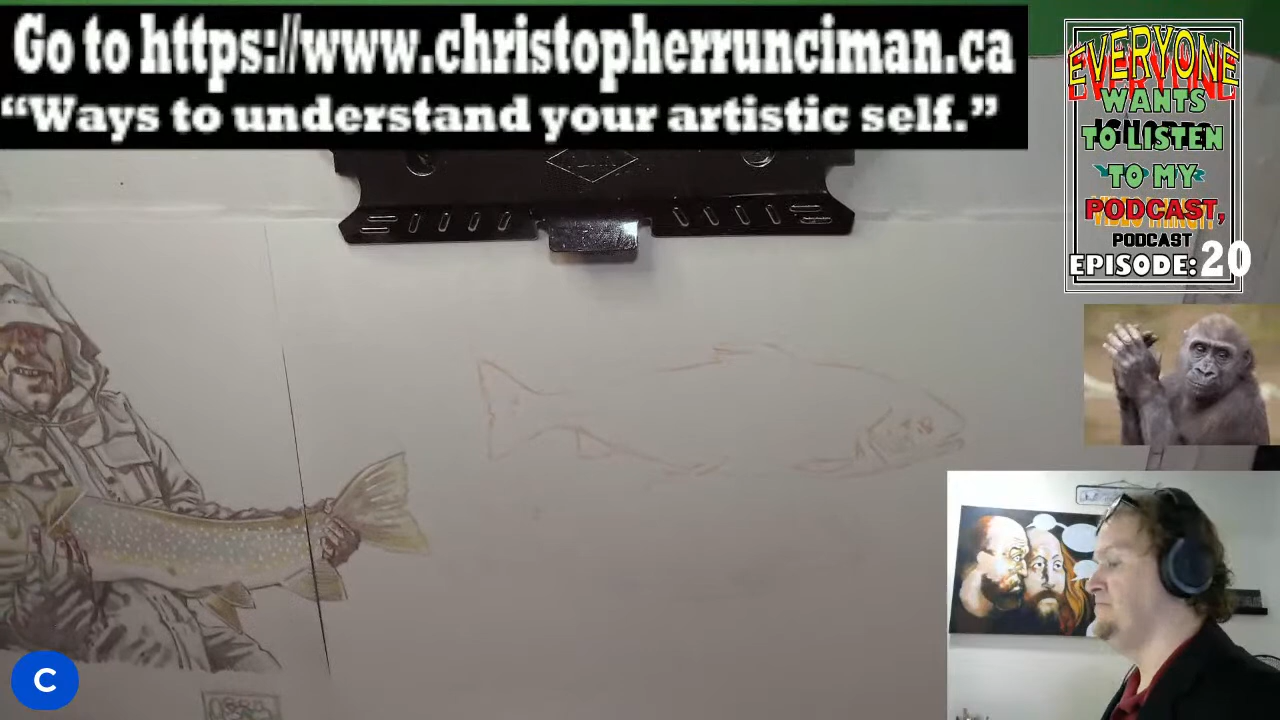 Go to https://www.christopherrunciman.ca
“Ways to understand your artistic self.”
EVERYONE
WANTS
TO LISTEN
TO MY
PODCAST,
PODCAST
EPISODE:20
C